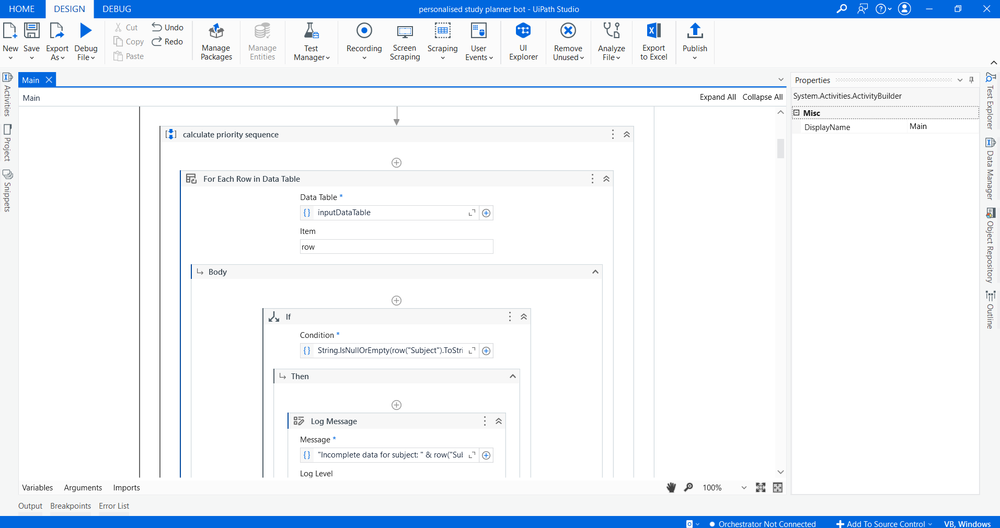 HOME DESIGN DEBUG personalised study planner bot - UiPath Studio
New Save Export As Debug File
Cut Copy Paste
Undo Redo
Manage Packages
Manage Entities
Test Manager
Recording
Screen Scraping
Scraping
User Events
UI Explorer
Remove Unused
Analyze File
Export to Excel
Publish
Activities
Project
Snippets
Main
Main Expand All Collapse All
calculate priority sequence
For Each Row in Data Table
Data Table *
{} inputDataTable
Item
row
Body
If
Condition *
{} String.IsNullOrEmpty(row("Subject").ToStri
Then
Log Message
Message *
{} "Incomplete data for subject: " & row("Sul
Log Level
Properties
System.Activities.ActivityBuilder
Misc
DisplayName Main
Test Explorer
Data Manager
Object Repository
Outline
Variables Arguments Imports 100%
Output Breakpoints Error List
Orchestrator Not Connected Add To Source Control VB, Windows